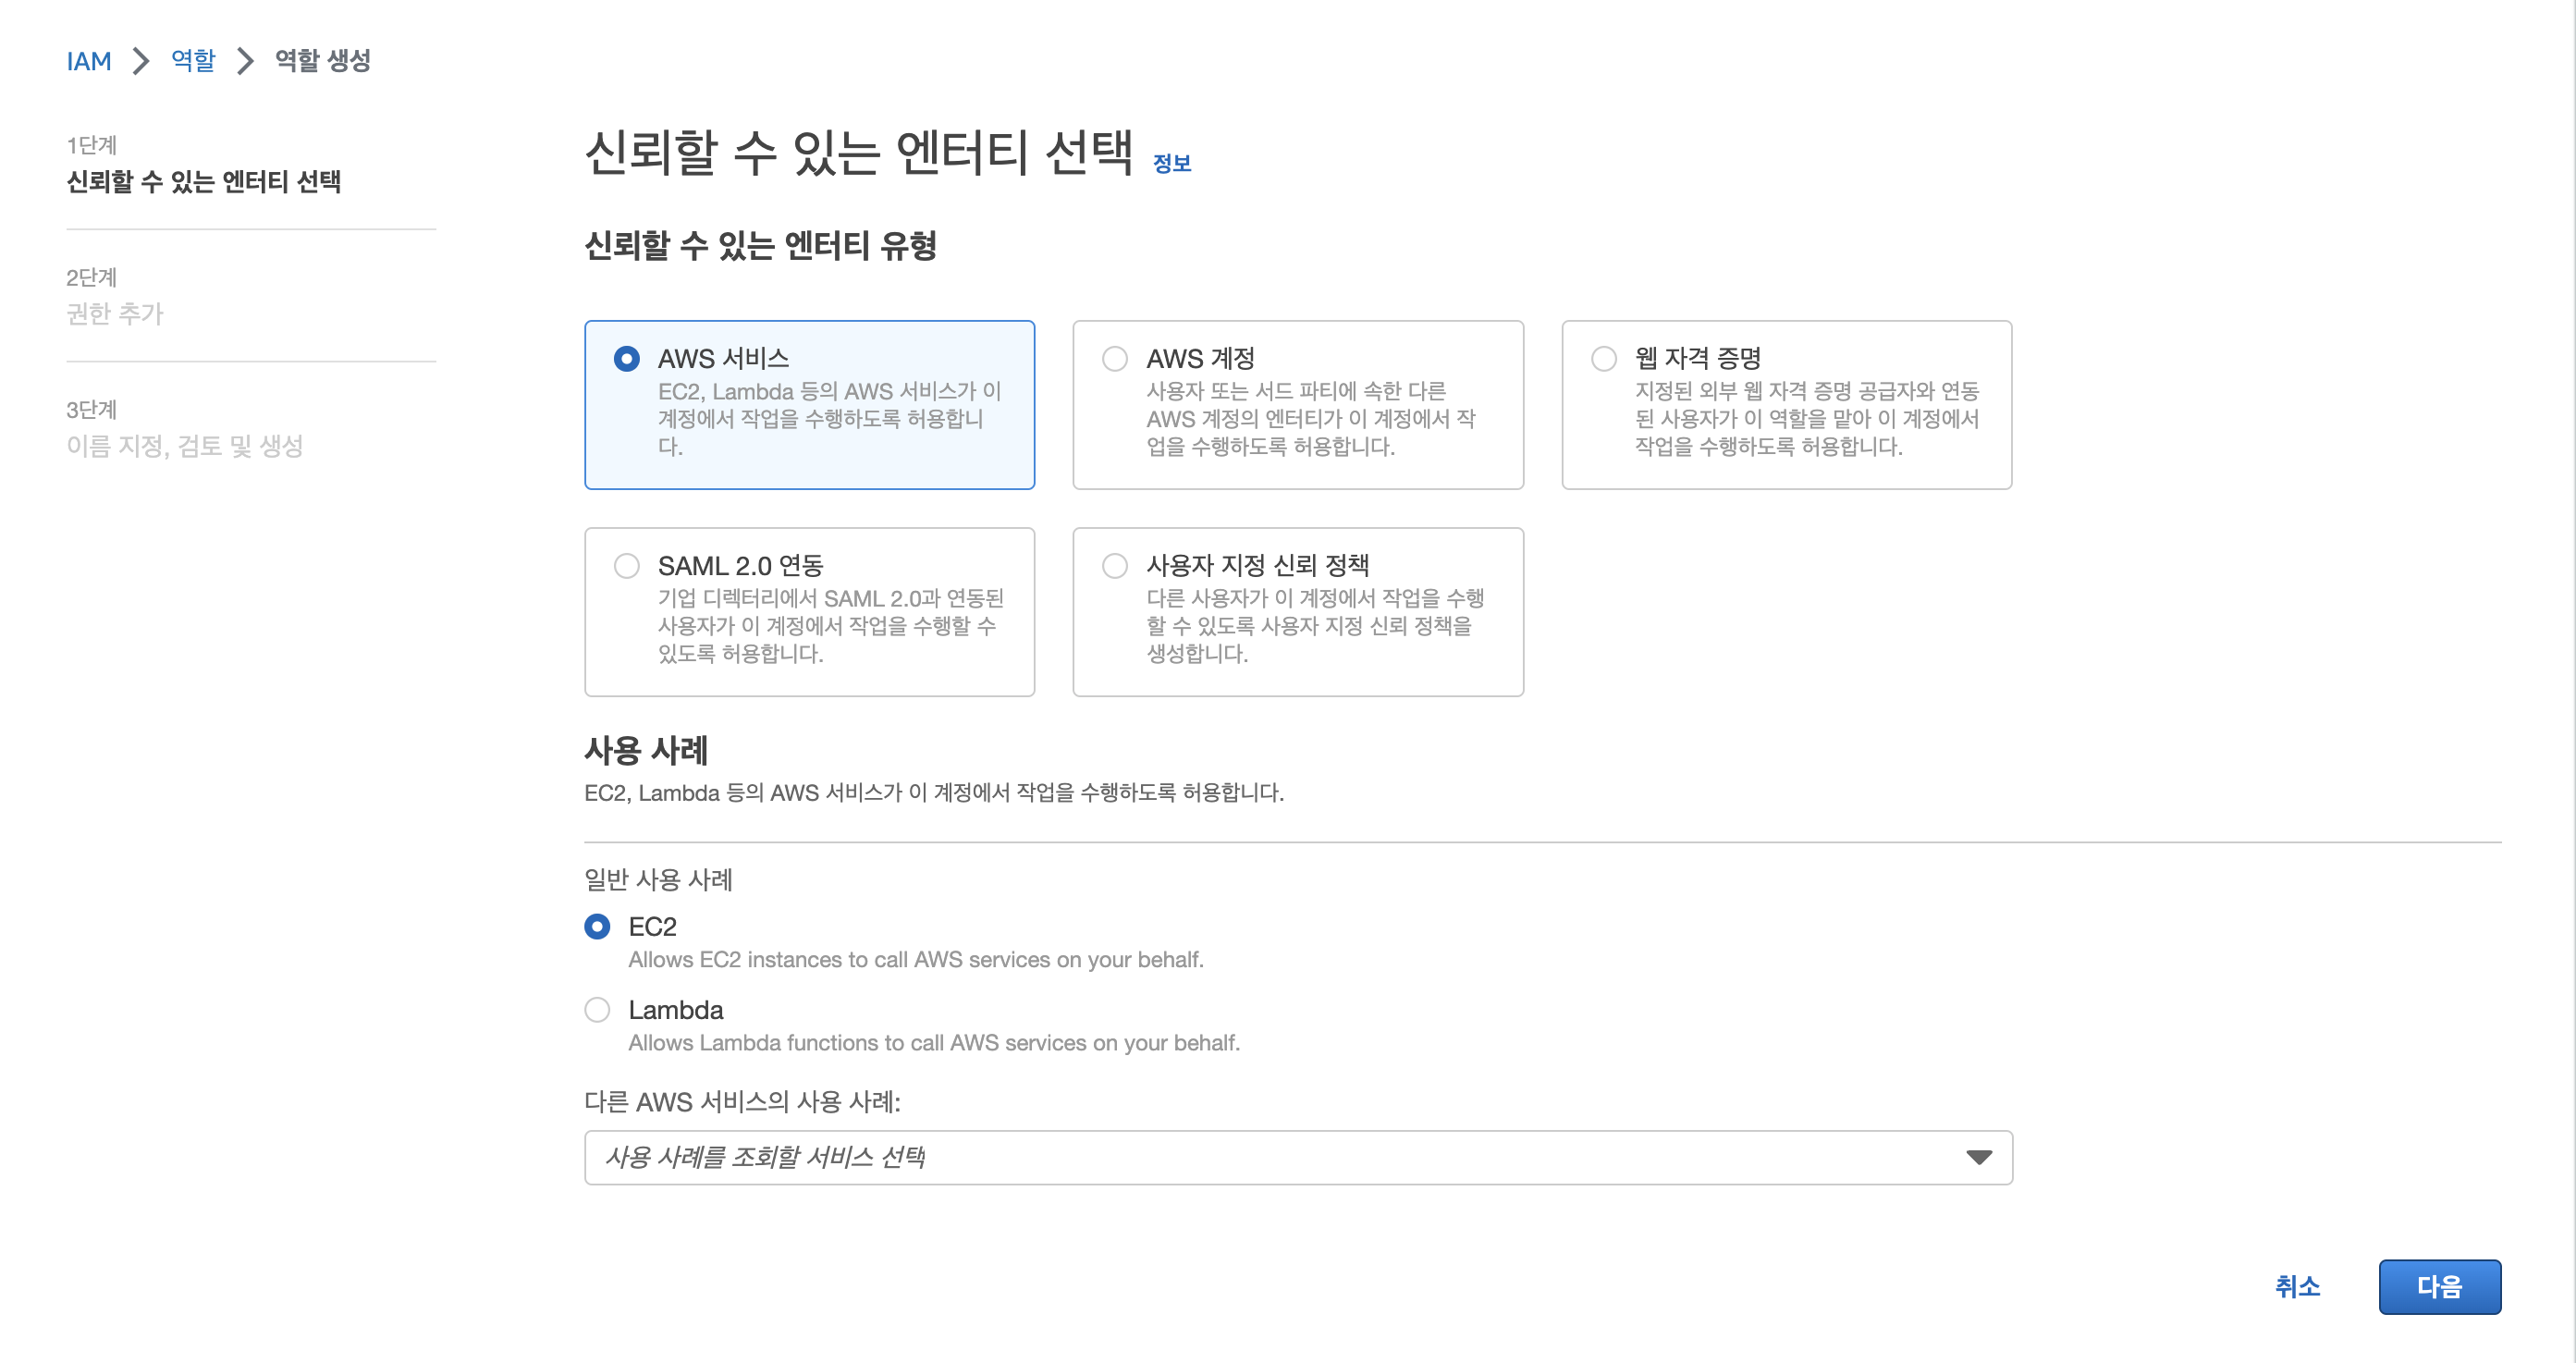 IAM > 역할 > 역할 생성
1단계
신뢰할 수 있는 엔터티 선택
2단계
권한 추가
3단계
이름 지정, 검토 및 생성
신뢰할 수 있는 엔터티 선택 정보
신뢰할 수 있는 엔터티 유형
AWS 서비스
EC2, Lambda 등의 AWS 서비스가 이
계정에서 작업을 수행하도록 허용합니
다.
AWS 계정
사용자 또는 서드 파티에 속한 다른
AWS 계정의 엔터티가 이 계정에서 작
업을 수행하도록 허용합니다.
웹 자격 증명
지정된 외부 웹 자격 증명 공급자와 연동
된 사용자가 이 역할을 맡아 이 계정에서
작업을 수행하도록 허용합니다.
SAML 2.0 연동
기업 디렉터리에서 SAML 2.0과 연동된
사용자가 이 계정에서 작업을 수행할 수
있도록 허용합니다.
사용자 지정 신뢰 정책
다른 사용자가 이 계정에서 작업을 수행
할 수 있도록 사용자 지정 신뢰 정책을
생성합니다.
사용 사례
EC2, Lambda 등의 AWS 서비스가 이 계정에서 작업을 수행하도록 허용합니다.
일반 사용 사례
EC2
Allows EC2 instances to call AWS services on your behalf.
Lambda
Allows Lambda functions to call AWS services on your behalf.
다른 AWS 서비스의 사용 사례:
사용 사례를 조회할 서비스 선택
취소
다음